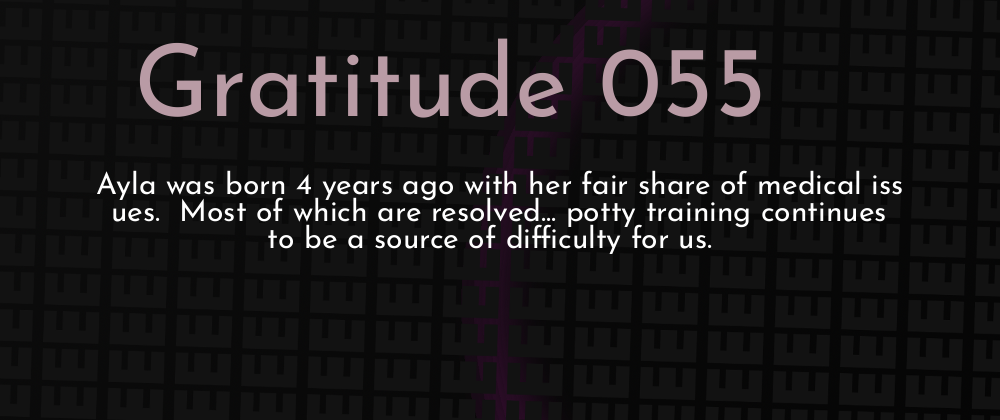 Gratitude 055
Ayla was born 4 years ago with her fair share of medical iss
ues.  Most of which are resolved... potty training continues
to be a source of difficulty for us.